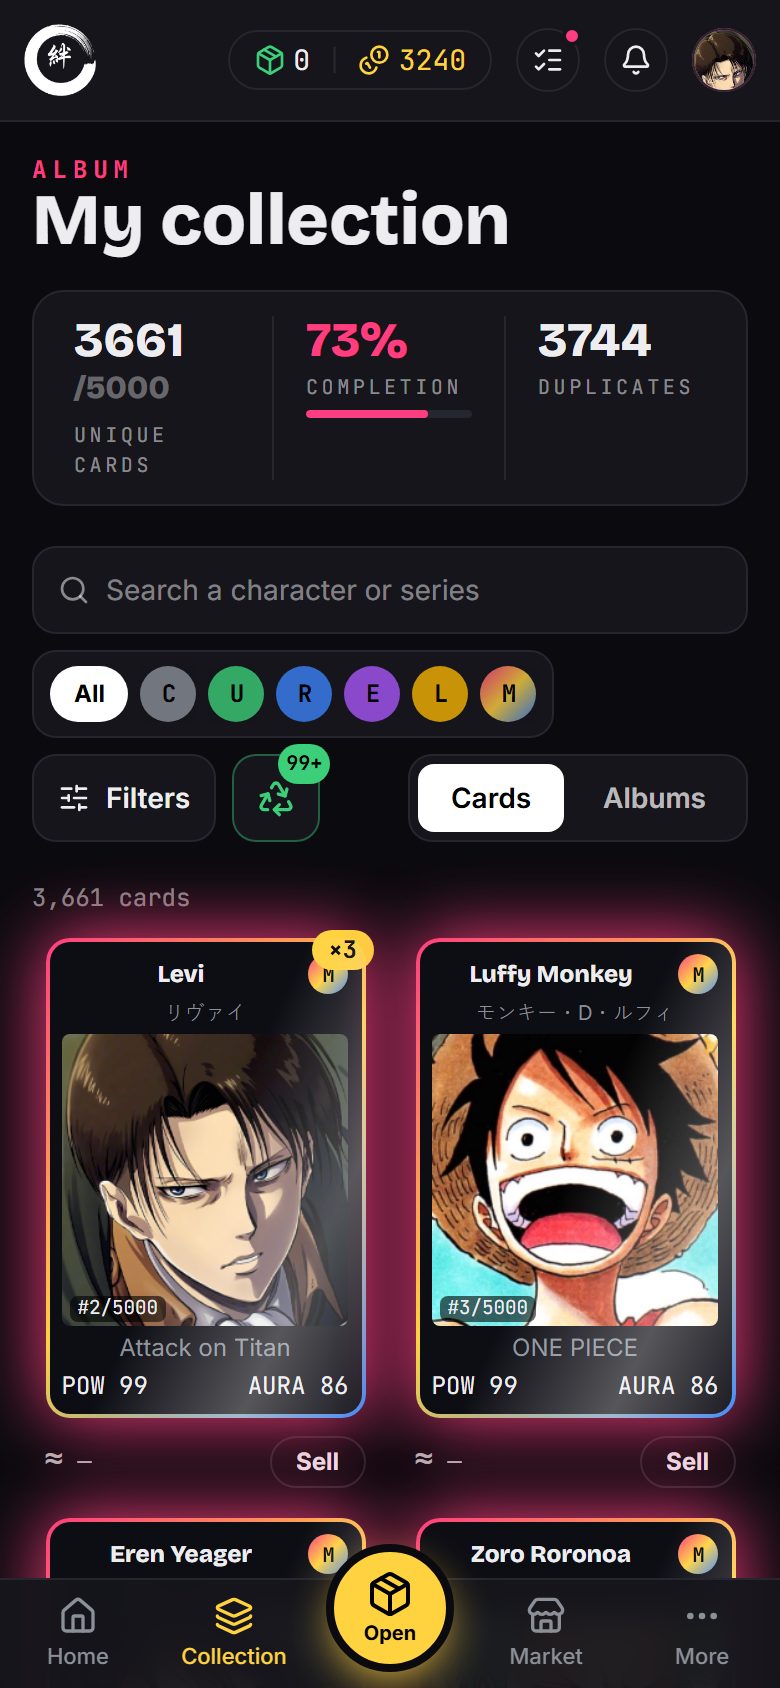 絆
0
3240
ALBUM
My collection
3661
/5000
UNIQUE
CARDS
73%
COMPLETION
3744
DUPLICATES
Search a character or series
All C U R E L M
Filters
99+
Cards
Albums
3,661 cards
×3
Levi
M
リヴァイ
#2/5000
Attack on Titan
POW 99 AURA 86
≈ — Sell
Luffy Monkey
M
モンキー・D・ルフィ
#3/5000
ONE PIECE
POW 99 AURA 86
≈ — Sell
Eren Yeager
M
Zoro Roronoa
M
Home
Collection
Open
Market
More